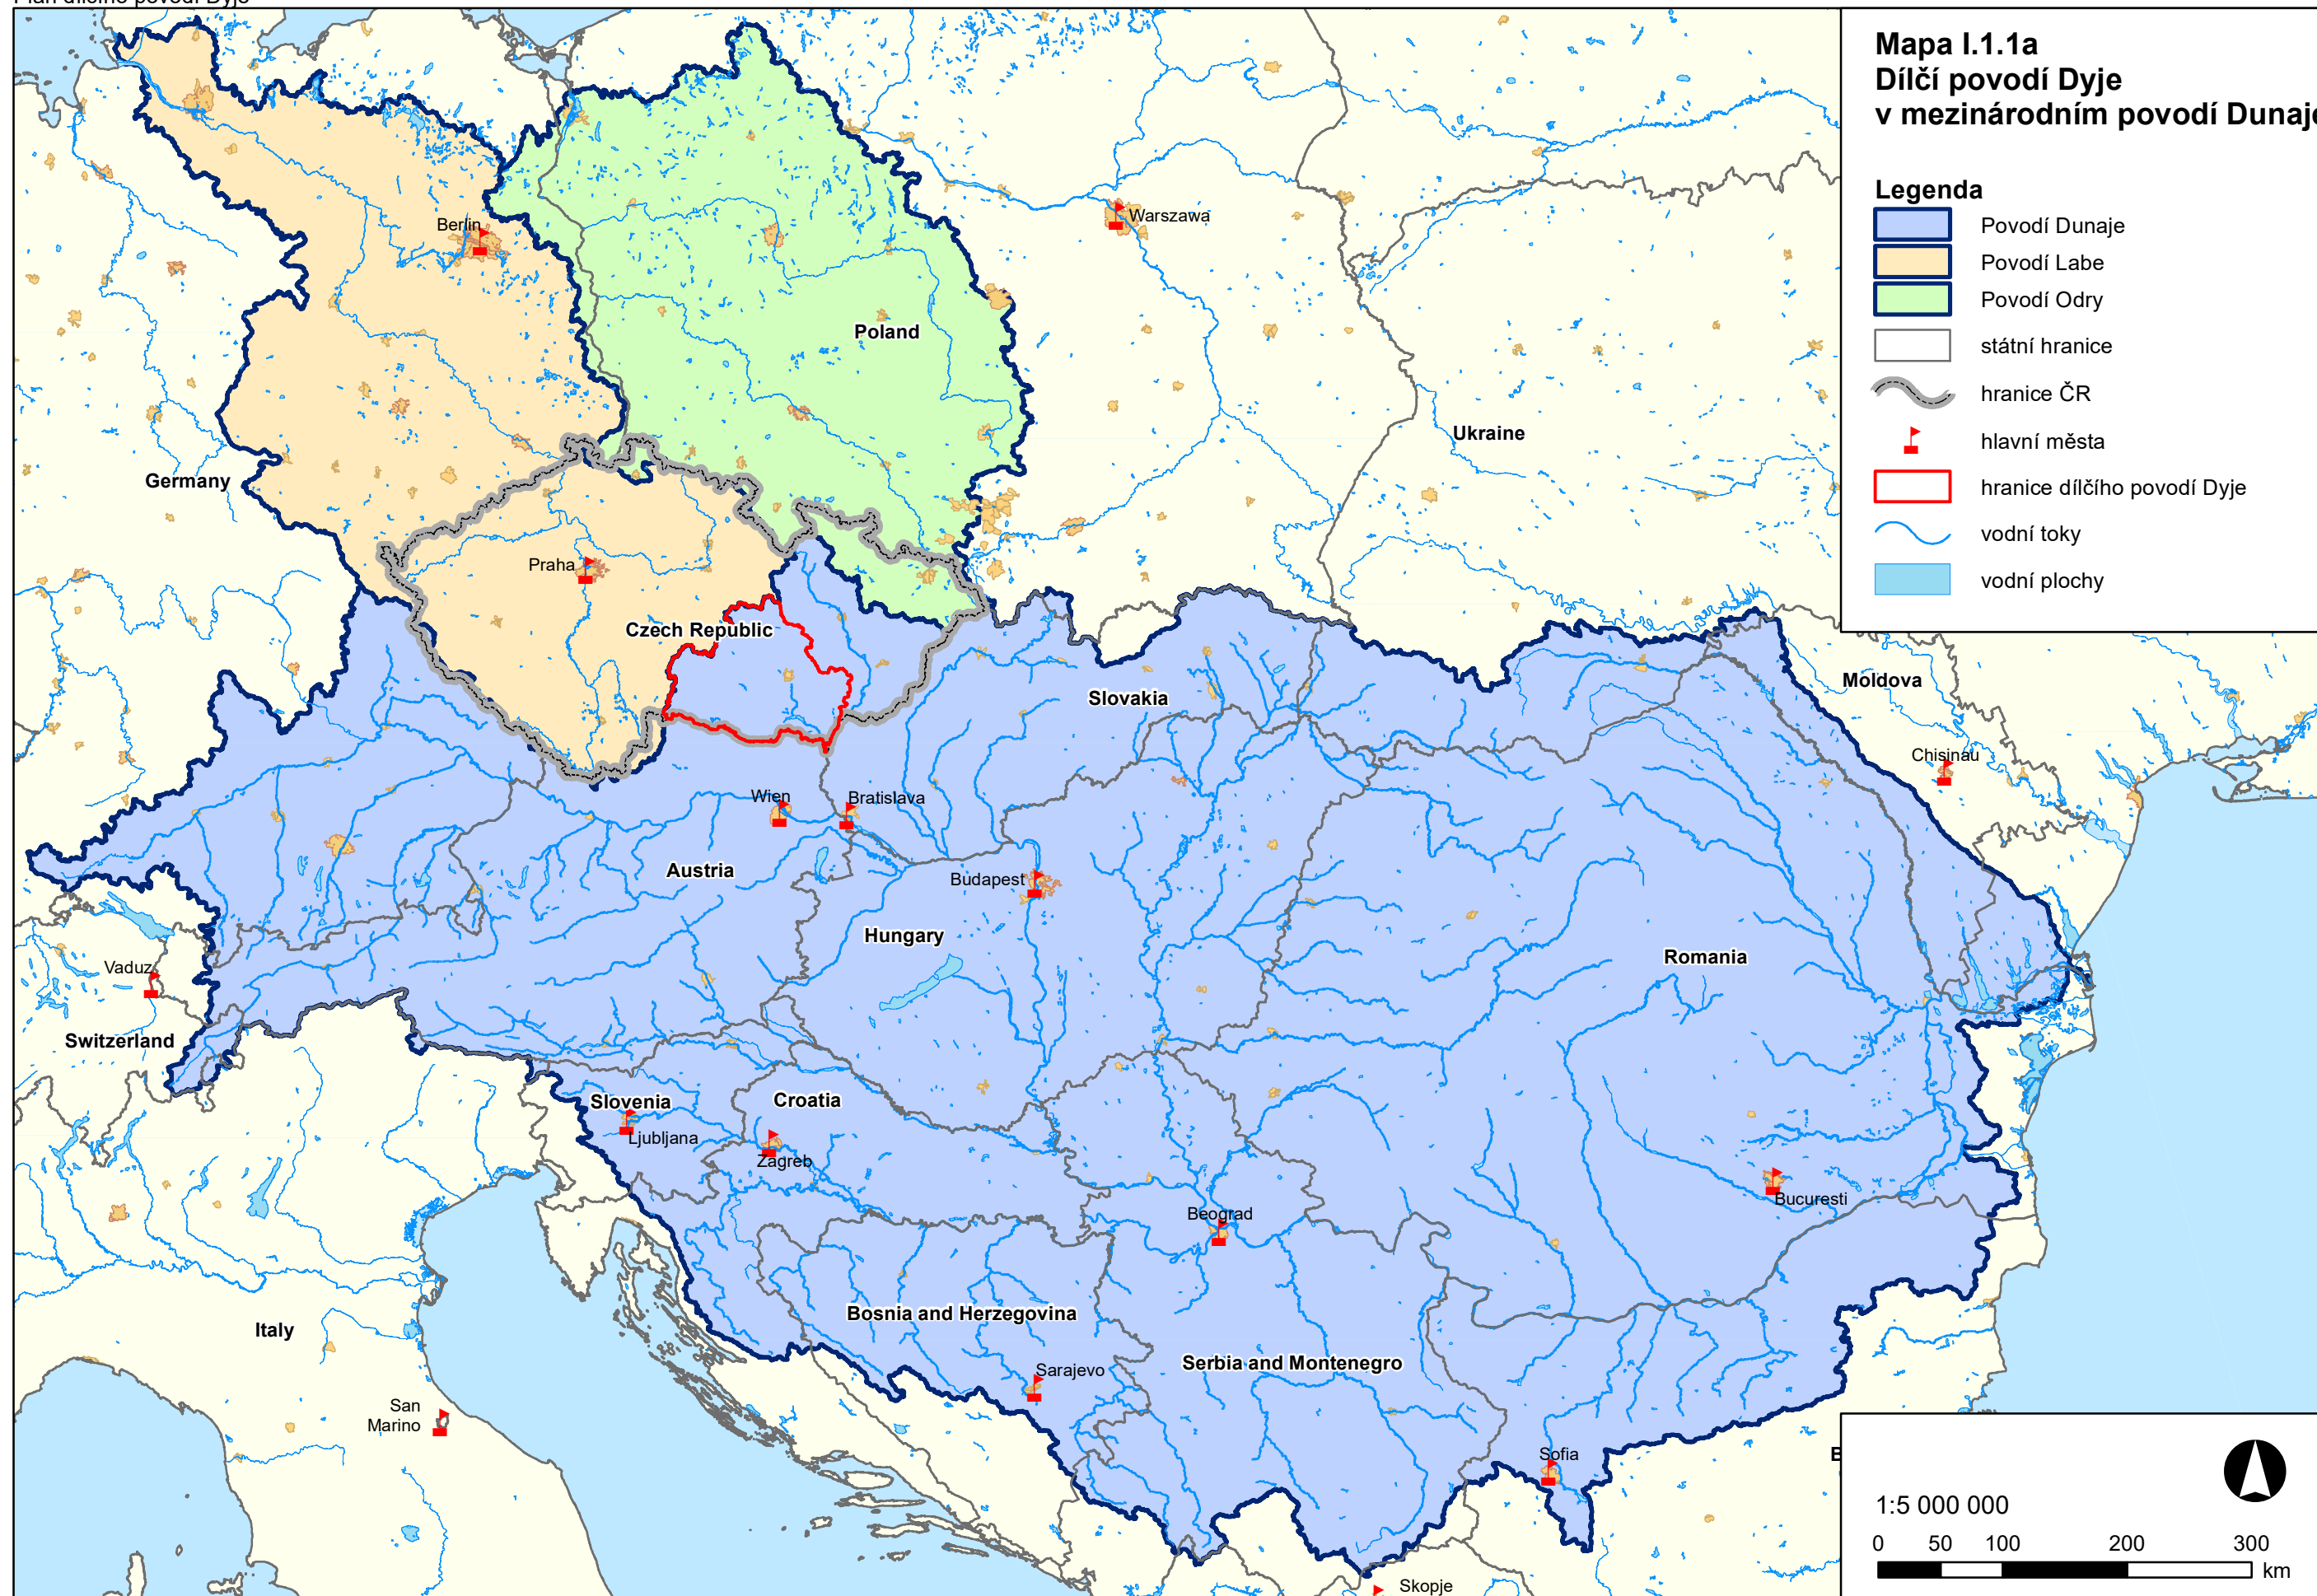 Plán dílčího povodí Dyje
Mapa I.1.1a
Dílčí povodí Dyje
v mezinárodním povodí Dunaje
Legenda
Povodí Dunaje
Povodí Labe
Povodí Odry
státní hranice
hranice ČR
hlavní města
hranice dílčího povodí Dyje
vodní toky
vodní plochy
Warszawa
Berlin
Poland
Ukraine
Germany
Praha
Czech Republic
Moldova
Slovakia
Chisinau
Wien
Bratislava
Austria
Budapest
Hungary
Romania
Vaduz
Switzerland
Slovenia
Croatia
Ljubljana
Zagreb
Bucuresti
Beograd
Bosnia and Herzegovina
Italy
Serbia and Montenegro
Sarajevo
San
Marino
Sofia
B
Skopje
1:5 000 000
0 50 100 200 300
km